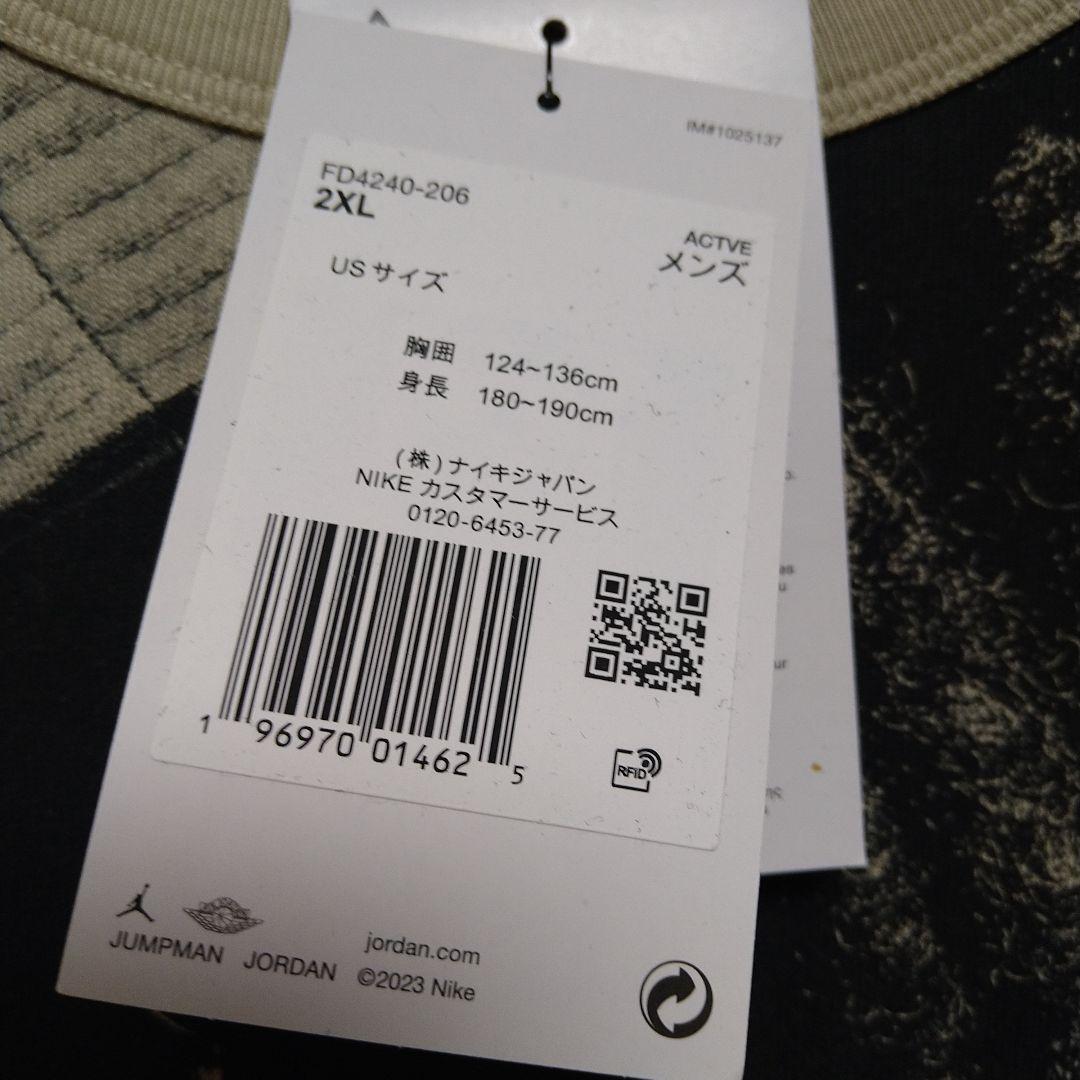 IM#1025137
FD4240-206
2XL
ACTVE
メンズ
US サイズ
胸囲 124~136cm
身長 180~190cm
(株)ナイキジャパン
NIKE カスタマーサービス
0120-6453-77
1 96970 01462 5
RFID
JUMPMAN JORDAN
jordan.com
©2023 Nike